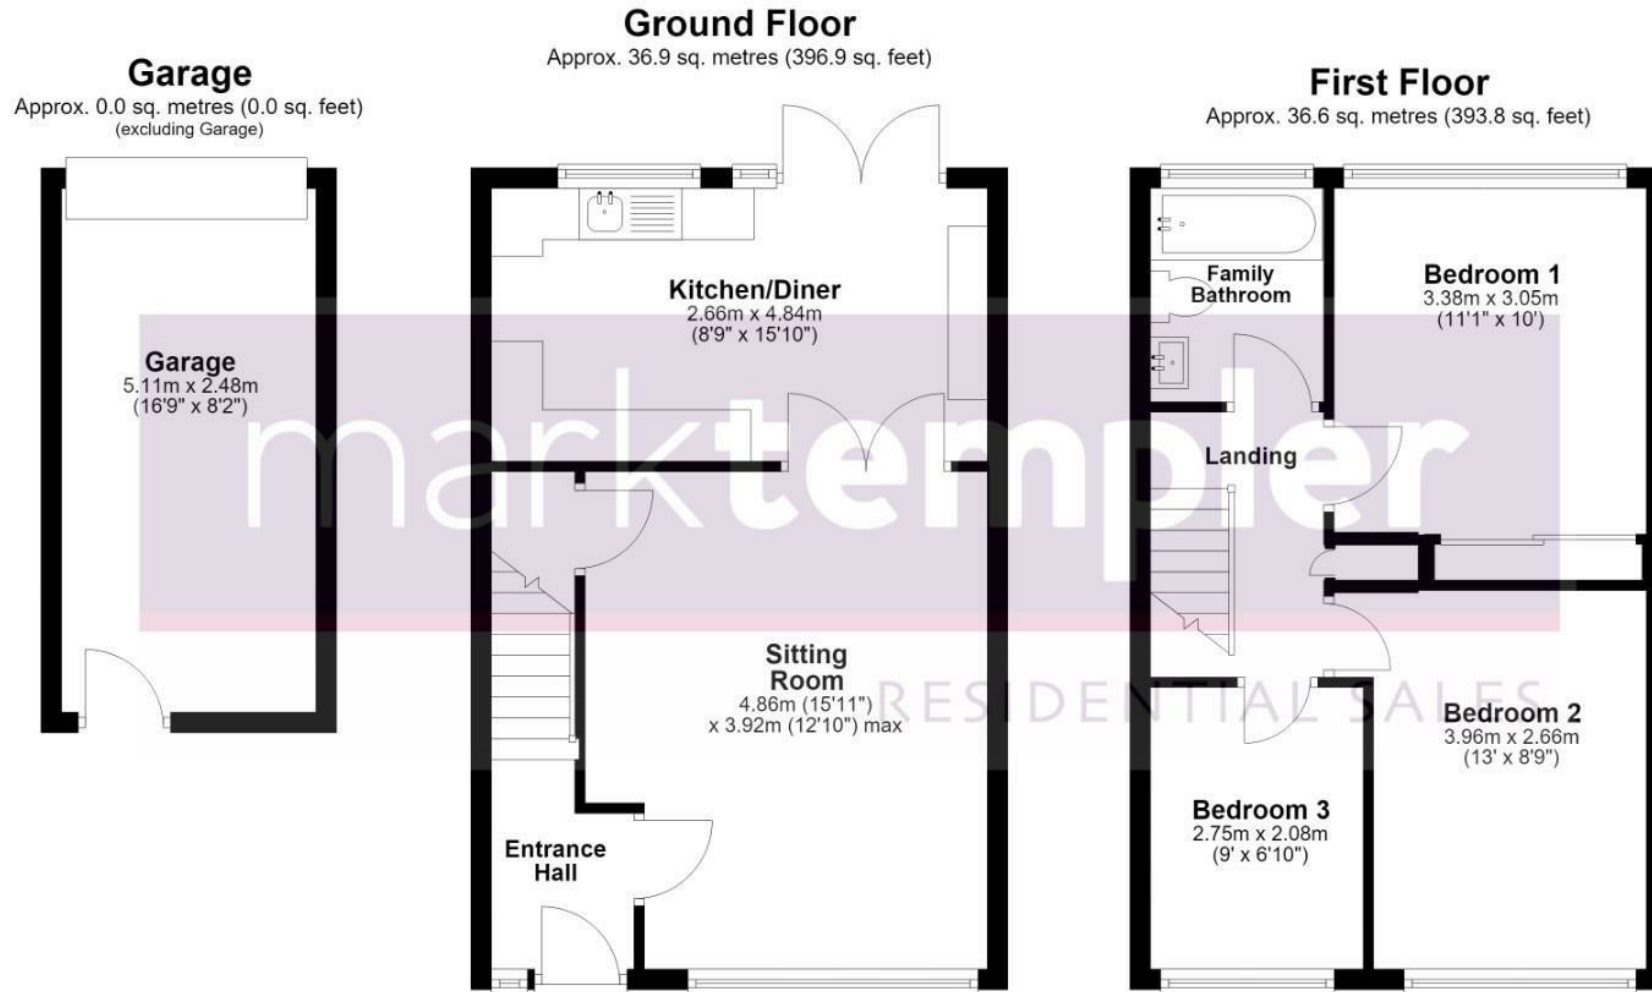 Garage
Approx. 0.0 sq. metres (0.0 sq. feet)
(excluding Garage)
Garage
5.11m x 2.48m
(16'9" x 8'2")
Ground Floor
Approx. 36.9 sq. metres (396.9 sq. feet)
Kitchen/Diner
2.66m x 4.84m
(8'9" x 15'10")
Sitting
Room
4.86m (15'11")
x 3.92m (12'10") max
Entrance
Hall
First Floor
Approx. 36.6 sq. metres (393.8 sq. feet)
Family
Bathroom
Bedroom 1
3.38m x 3.05m
(11'1" x 10')
Landing
Bedroom 2
3.96m x 2.66m
(13' x 8'9")
Bedroom 3
2.75m x 2.08m
(9' x 6'10")
marktempler
RESIDENTIAL SALES